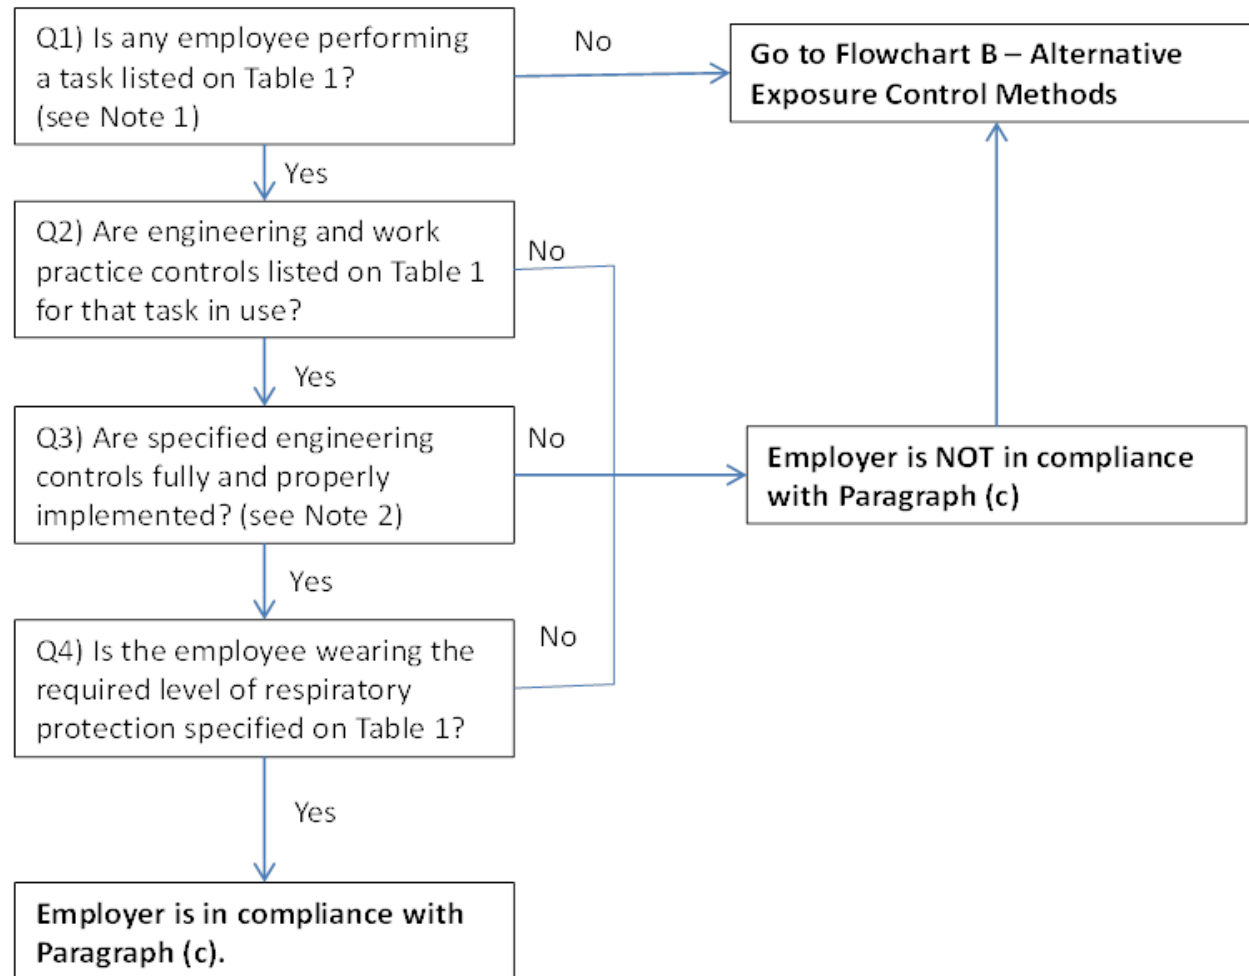 Q1) Is any employee performing
a task listed on Table 1?
(see Note 1)
No
Go to Flowchart B – Alternative
Exposure Control Methods
Yes
Q2) Are engineering and work
practice controls listed on Table 1
for that task in use?
No
Yes
Q3) Are specified engineering
controls fully and properly
implemented? (see Note 2)
No
Employer is NOT in compliance
with Paragraph (c)
Yes
Q4) Is the employee wearing the
required level of respiratory
protection specified on Table 1?
No
Yes
Employer is in compliance with
Paragraph (c).